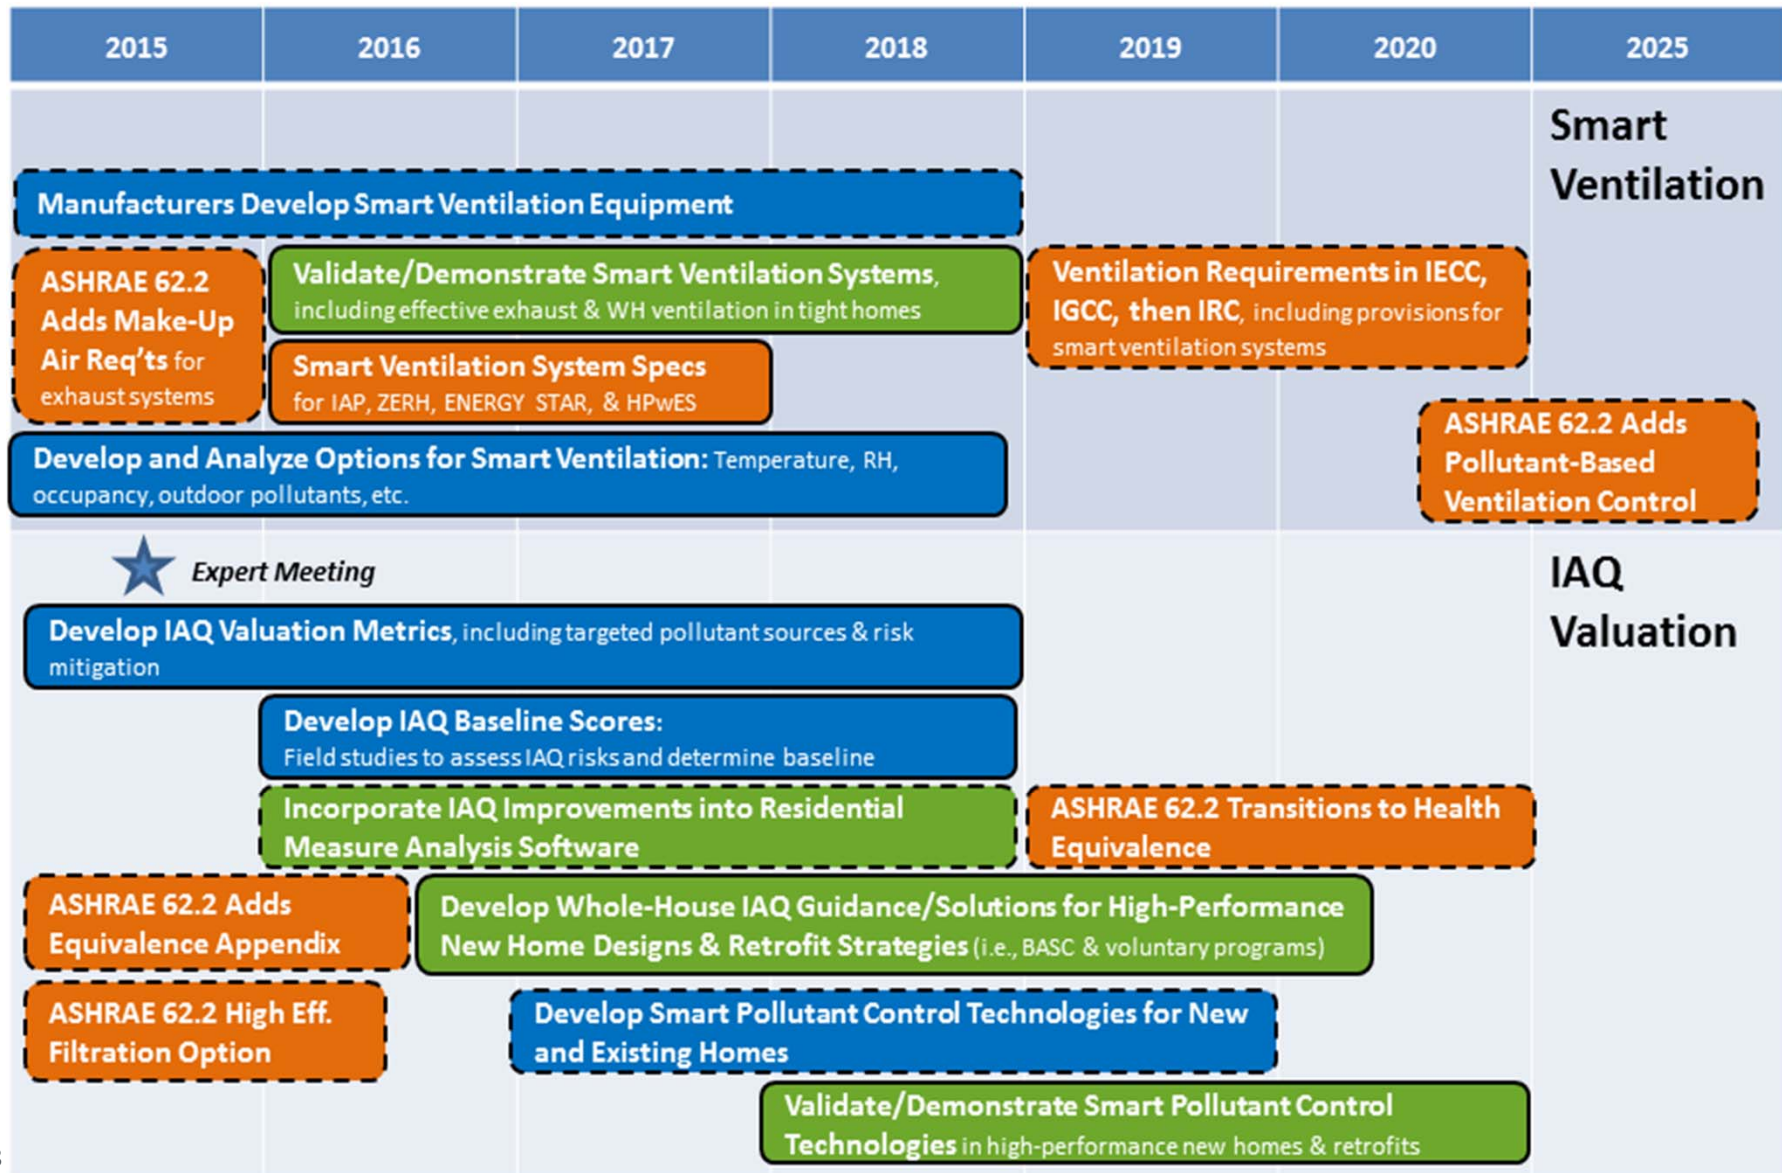 2015 2016 2017 2018 2019 2020 2025
Smart
Ventilation
Manufacturers Develop Smart Ventilation Equipment
ASHRAE 62.2
Adds Make-Up
Air Req'ts for
exhaust systems
Validate/Demonstrate Smart Ventilation Systems,
including effective exhaust & WH ventilation in tight homes
Ventilation Requirements in IECC,
IGCC, then IRC, including provisions for
smart ventilation systems
Smart Ventilation System Specs
for IAP, ZERH, ENERGY STAR, & HPwES
ASHRAE 62.2 Adds
Pollutant-Based
Ventilation Control
Develop and Analyze Options for Smart Ventilation: Temperature, RH,
occupancy, outdoor pollutants, etc.
IAQ
Valuation
Expert Meeting
Develop IAQ Valuation Metrics, including targeted pollutant sources & risk
mitigation
Develop IAQ Baseline Scores:
Field studies to assess IAQ risks and determine baseline
Incorporate IAQ Improvements into Residential
Measure Analysis Software
ASHRAE 62.2 Transitions to Health
Equivalence
ASHRAE 62.2 Adds
Equivalence Appendix
Develop Whole-House IAQ Guidance/Solutions for High-Performance
New Home Designs & Retrofit Strategies (i.e., BASC & voluntary programs)
ASHRAE 62.2 High Eff.
Filtration Option
Develop Smart Pollutant Control Technologies for New
and Existing Homes
Validate/Demonstrate Smart Pollutant Control
Technologies in high-performance new homes & retrofits